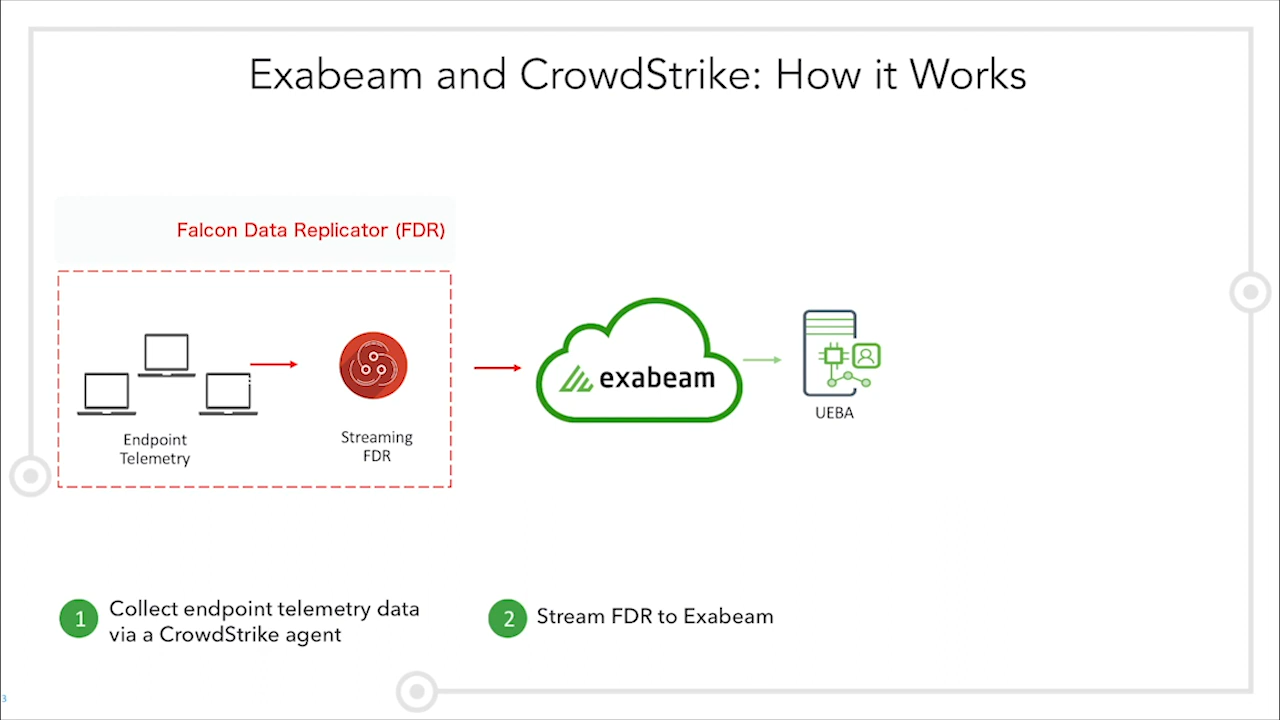 Exabeam and CrowdStrike: How it Works
Falcon Data Replicator (FDR)
Endpoint
Telemetry
Streaming
FDR
exabeam
UEBA
1
Collect endpoint telemetry data
via a CrowdStrike agent
2
Stream FDR to Exabeam
3